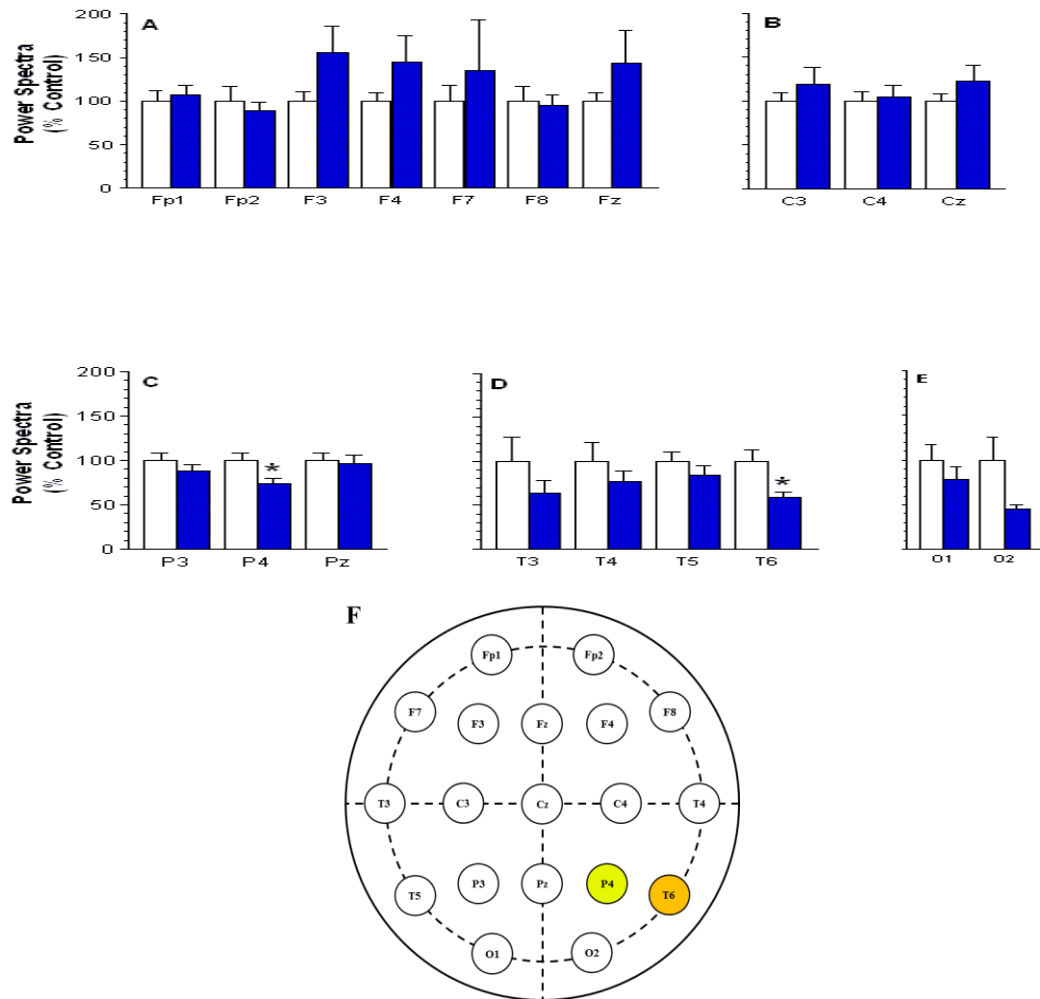 A
B
Power Spectra
(% Control)
200
150
100
50
0
Fp1 Fp2 F3 F4 F7 F8 Fz
C3 C4 Cz
C
D
E
Power Spectra
(% Control)
200
150
100
50
0
*
*
P3 P4 Pz
T3 T4 T5 T6
O1 O2
F
Fp1 Fp2
F7 F3 Fz F4 F8
T3 C3 Cz C4 T4
T5 P3 Pz P4 T6
O1 O2